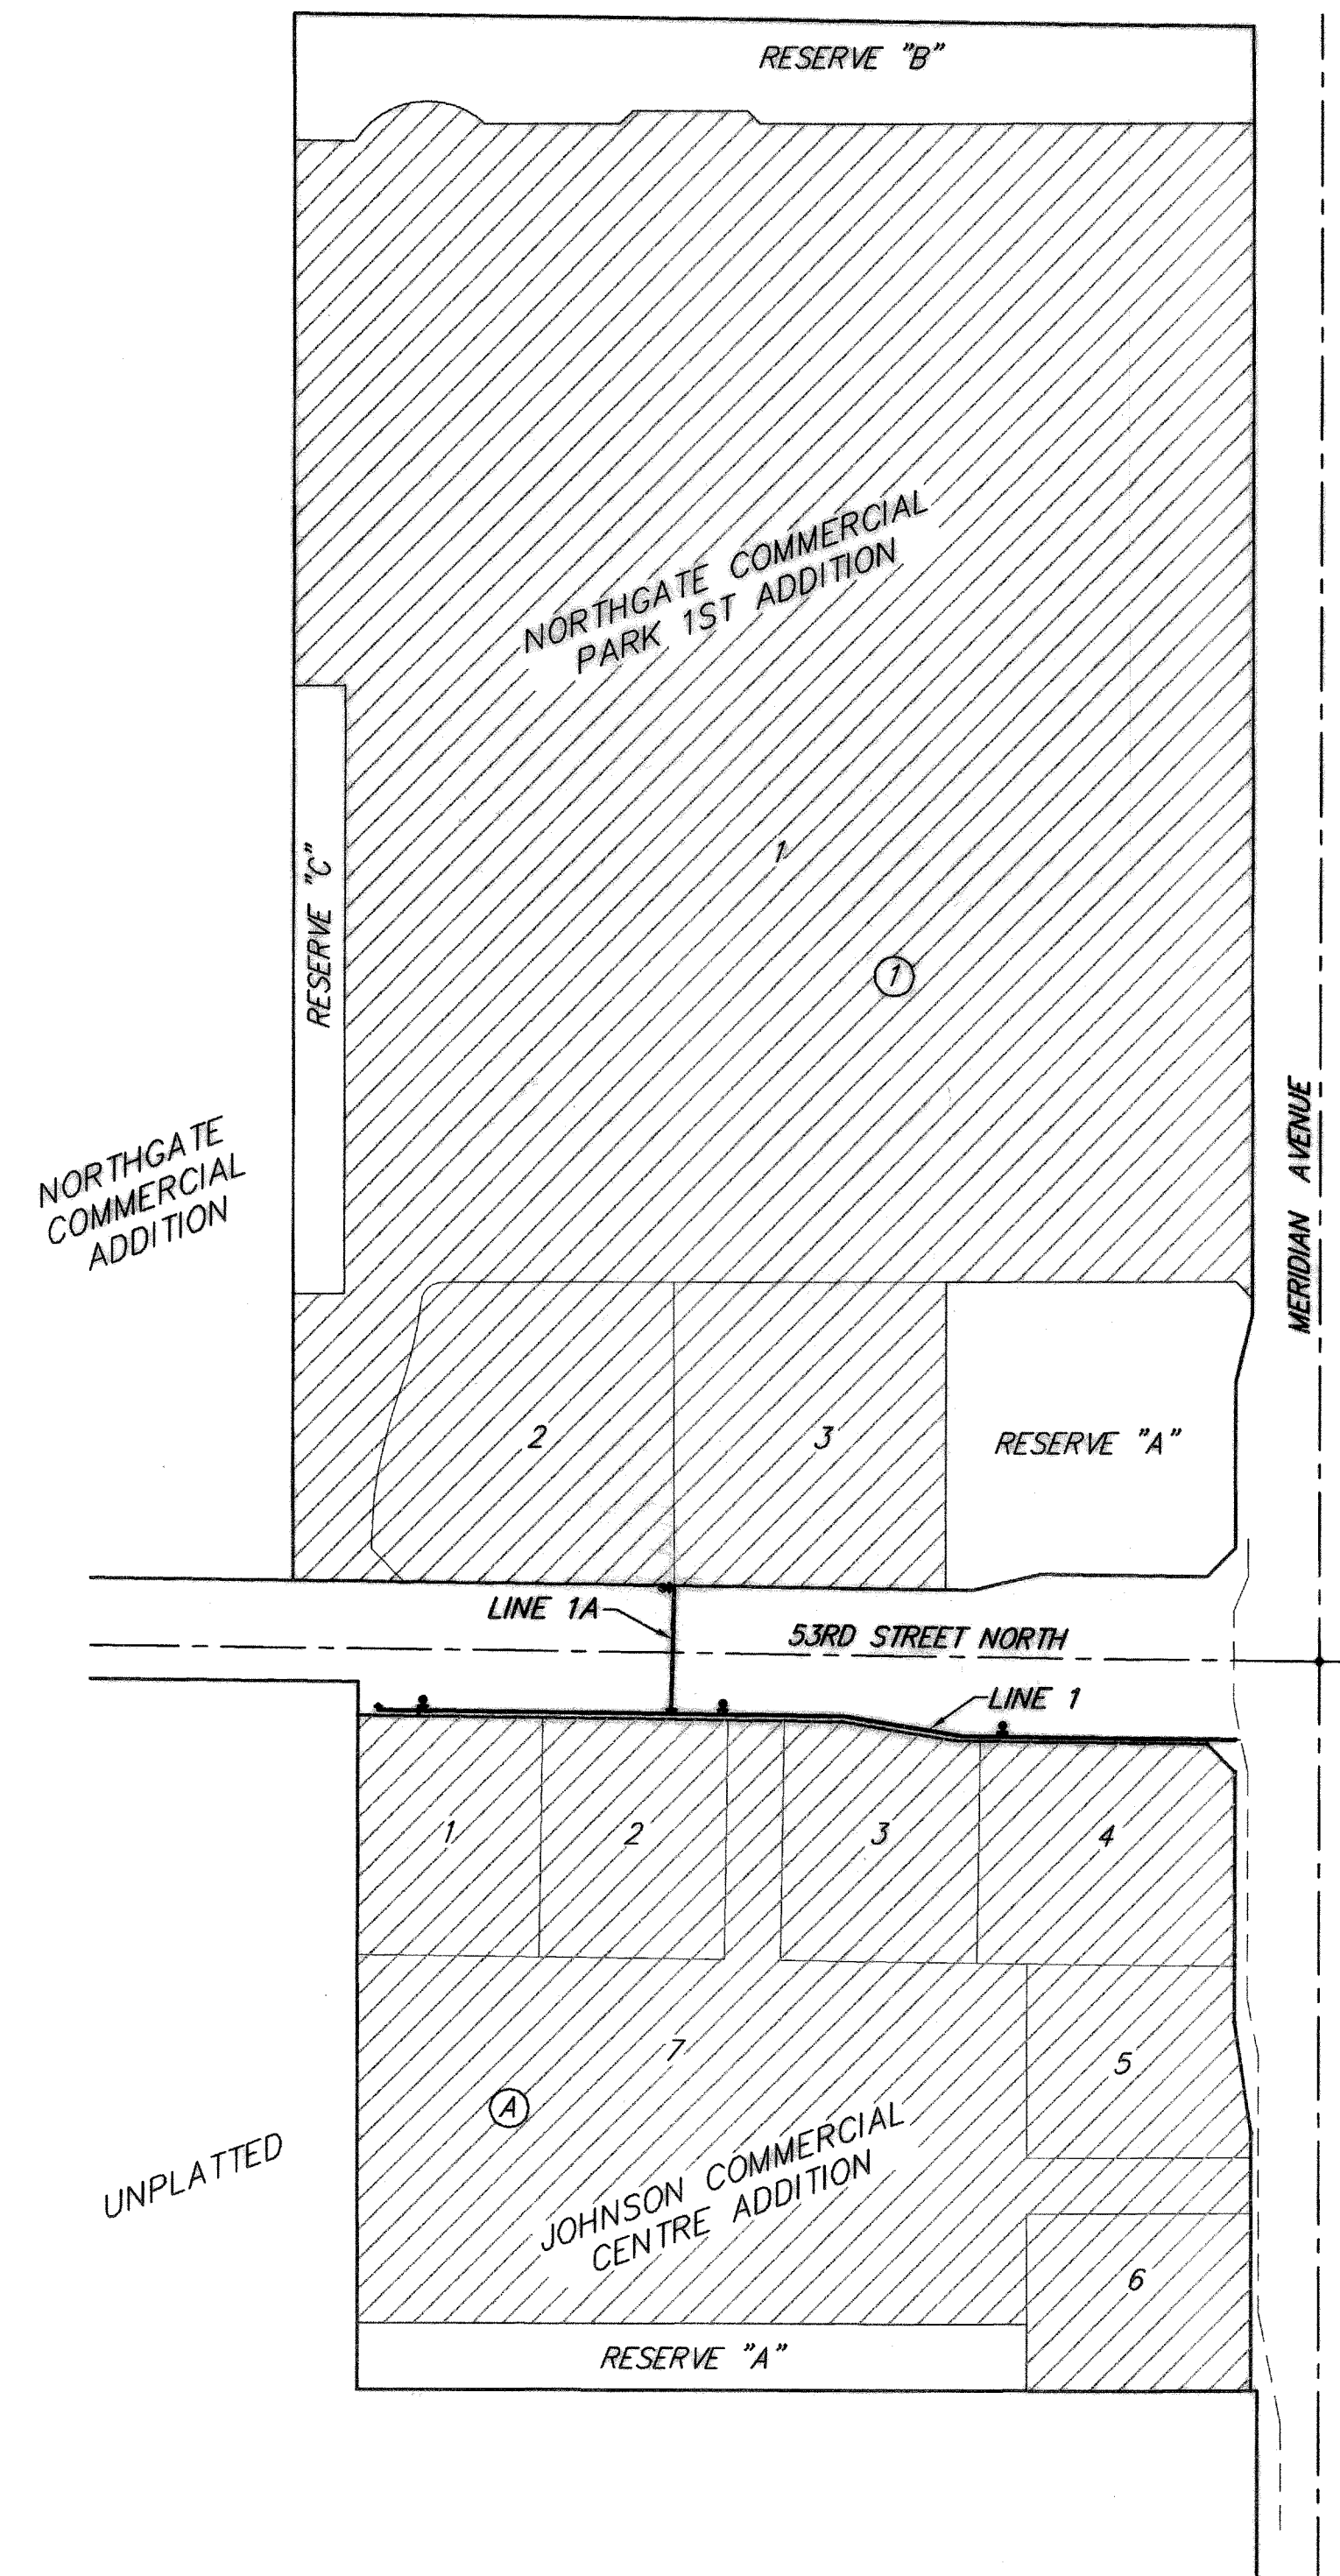 RESERVE "B"
NORTHGATE COMMERCIAL
PARK 1ST ADDITION
1
RESERVE "C"
1
NORTHGATE
COMMERCIAL
ADDITION
MERIDIAN AVENUE
2
3
RESERVE "A"
LINE 1A
53RD STREET NORTH
LINE 1
1
2
3
4
7
5
A
UNPLATTED
JOHNSON COMMERCIAL
CENTRE ADDITION
6
RESERVE "A"